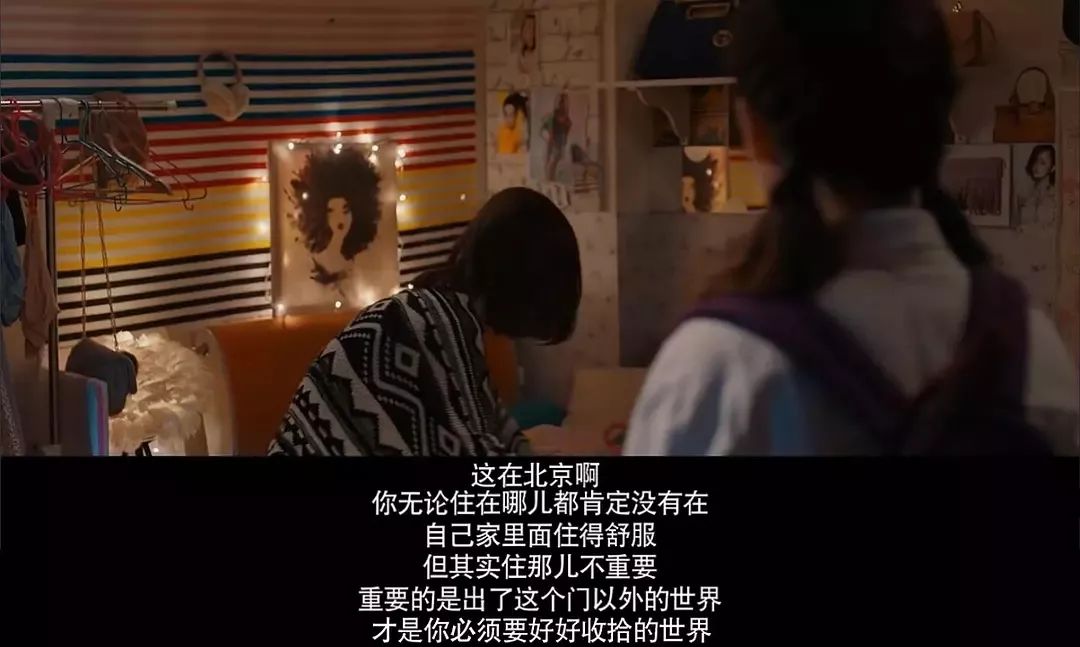 这在北京啊
你无论住在哪儿都肯定没有在
自己家里面住得舒服
但其实住那儿不重要
重要的是出了这个门以外的世界
才是你必须要好好收拾的世界